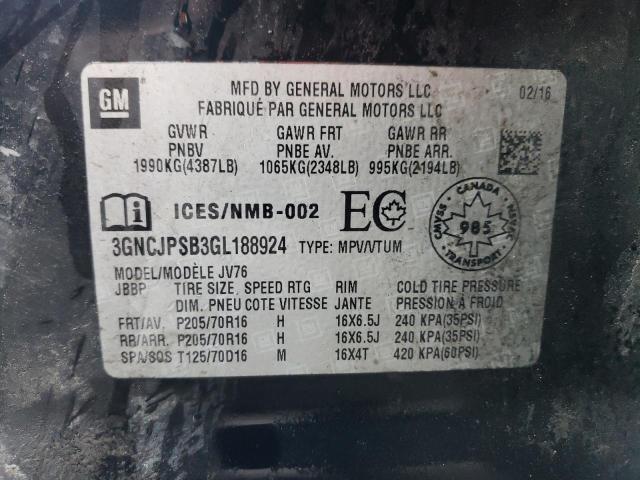 GM
MFD BY GENERAL MOTORS LLC 02/16
FABRIQUÉ PAR GENERAL MOTORS LLC
GVWR GAWR FRT GAWR RR
PNBV PNBE AV. PNBE ARR.
1990KG(4387LB) 1065KG(2348LB) 995KG(2194LB)
ICES/NMB-002 EC
CANADA
CMVSS 985 NSVAC
TRANSPORT
3GNCJPSB3GL188924 TYPE: MPV/VTUM
MODEL/MODÈLE JV76
JBBP TIRE SIZE, SPEED RTG RIM COLD TIRE PRESSURE
DIM. PNEU COTE VITESSE JANTE PRESSION À FROID
FRT/AV. P205/70R16 H 16X6.5J 240 KPA(35PSI)
RR/ARR. P205/70R16 H 16X6.5J 240 KPA(35PSI)
SPA/SQS T125/70D16 M 16X4T 420 KPA(60PSI)